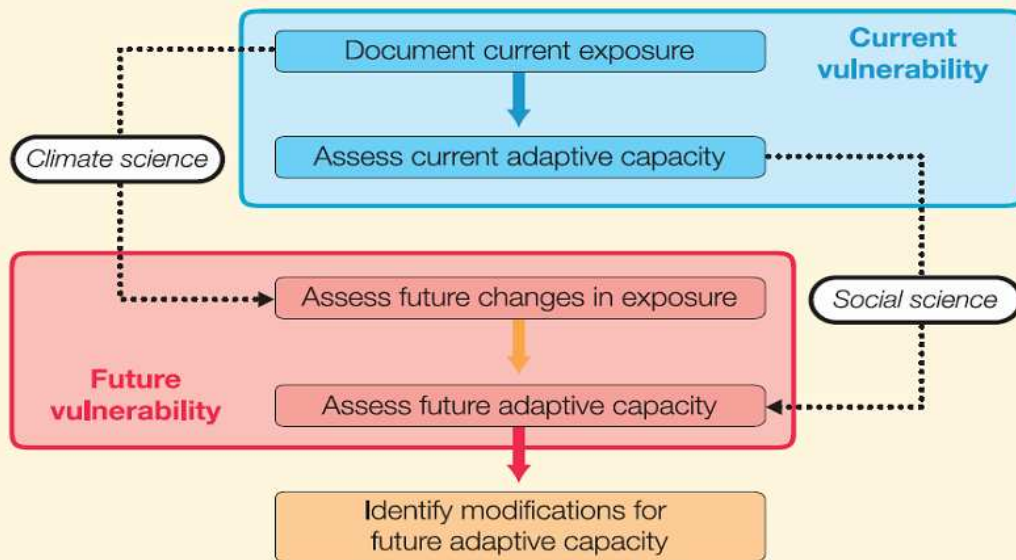 Document current exposure
Current
vulnerability
Climate science
Assess current adaptive capacity
Assess future changes in exposure
Social science
Future
vulnerability
Assess future adaptive capacity
Identify modifications for
future adaptive capacity